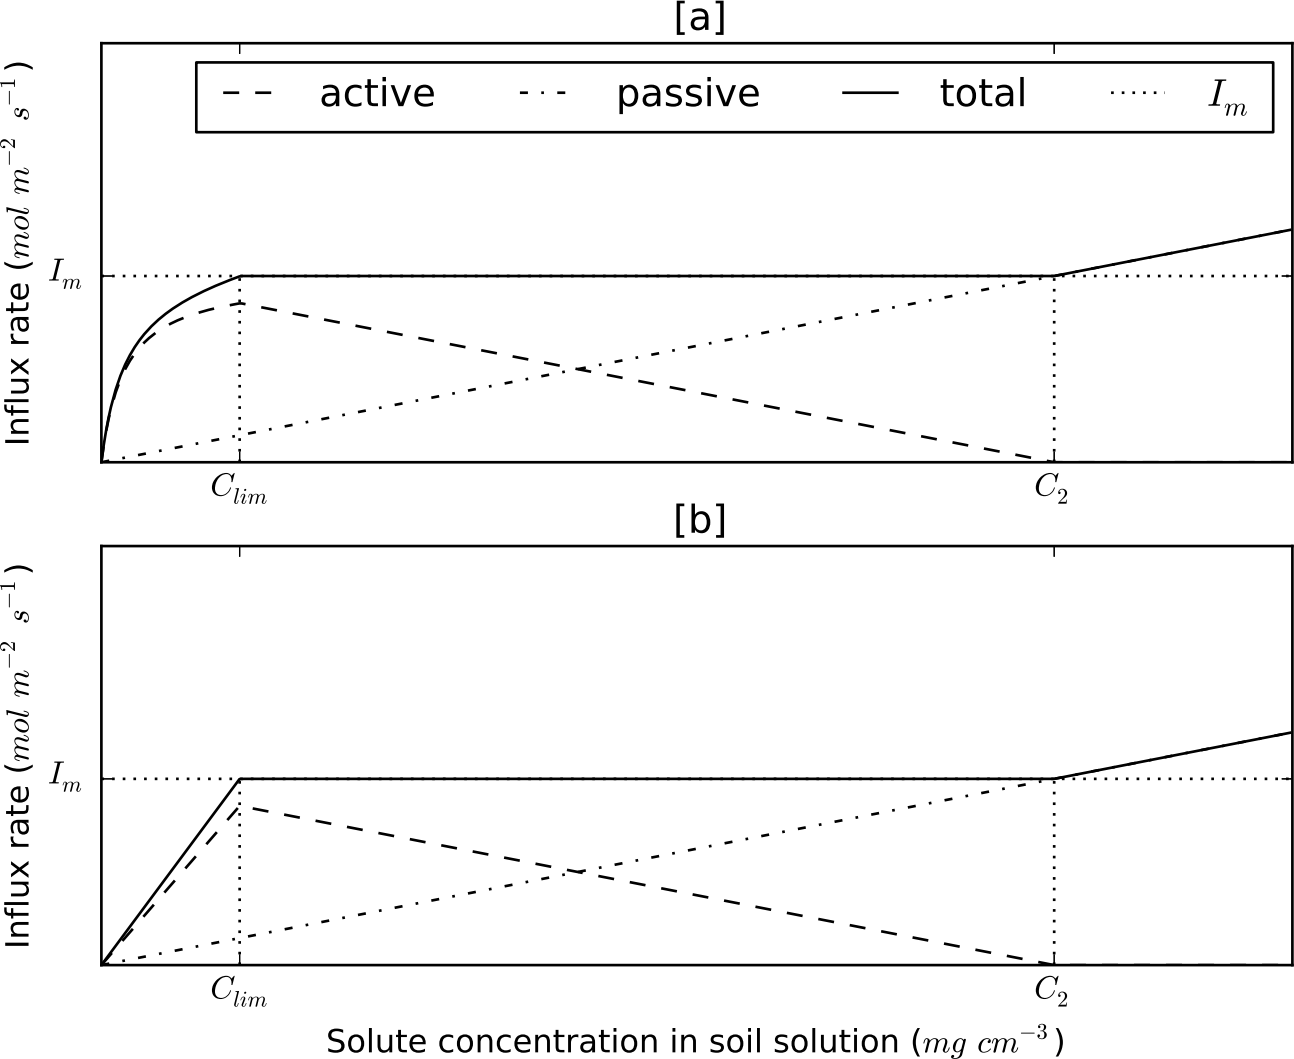 [a]
active passive total I_m
Influx rate (mol m^−2 s^−1)
I_m
C_lim C_2
[b]
Influx rate (mol m^−2 s^−1)
I_m
C_lim C_2
Solute concentration in soil solution (mg cm^−3)